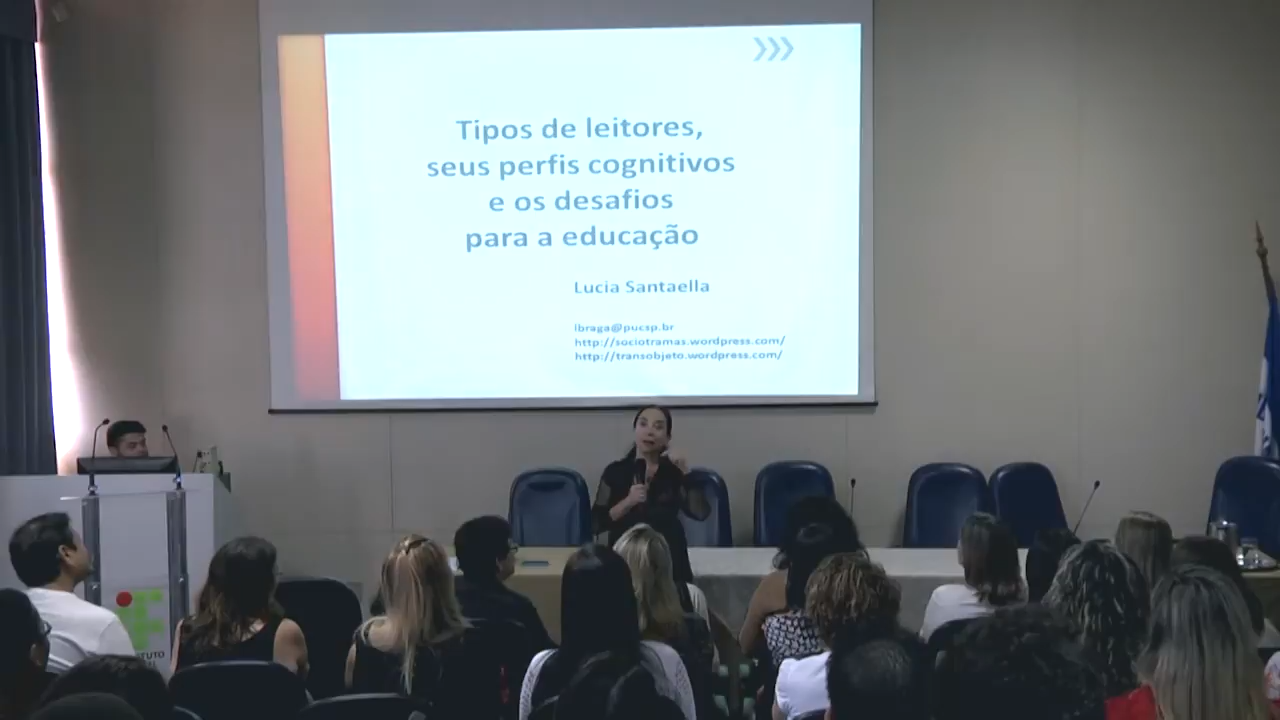 Tipos de leitores,
seus perfis cognitivos
e os desafios
para a educação
Lucia Santaella
lbraga@pucsp.br
http://sociotramas.wordpress.com/
http://transobjeto.wordpress.com/